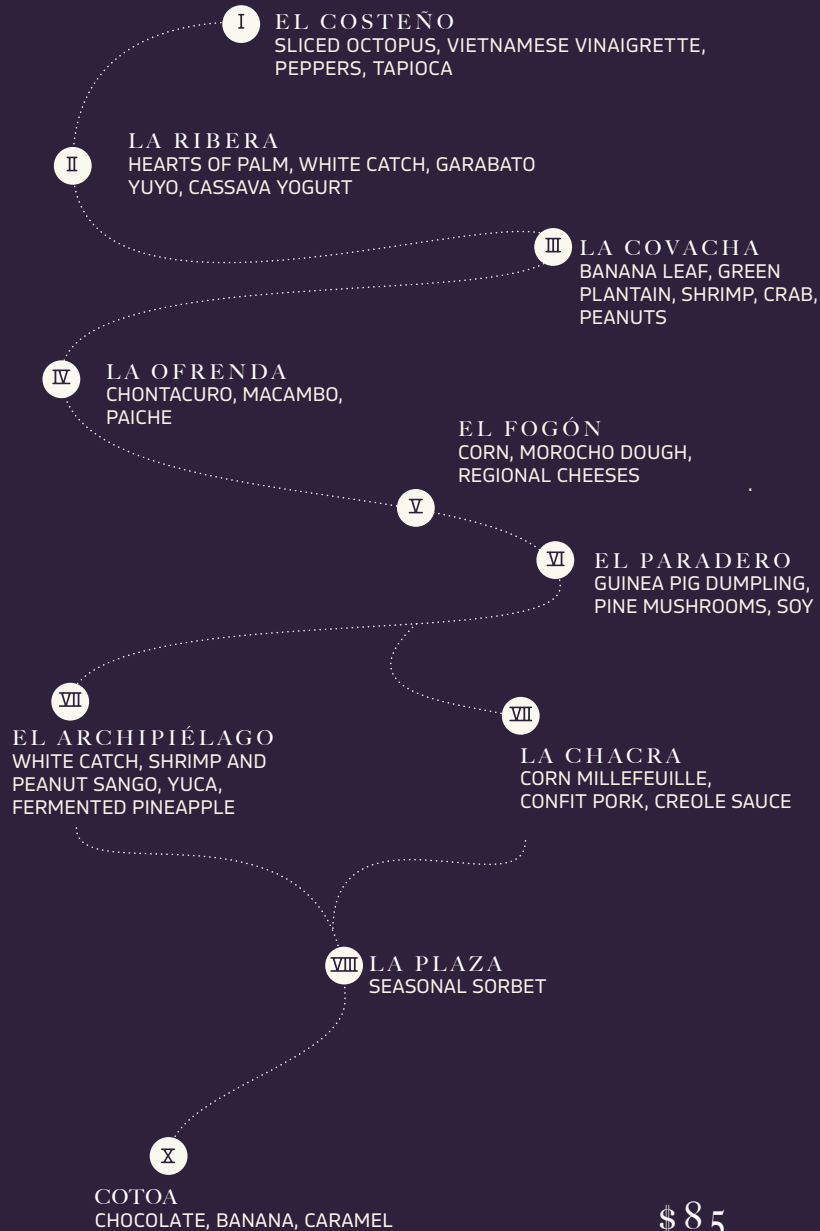 I
EL COSTEÑO
SLICED OCTOPUS, VIETNAMESE VINAIGRETTE,
PEPPERS, TAPIOCA
II
LA RIBERA
HEARTS OF PALM, WHITE CATCH, GARABATO
YUYO, CASSAVA YOGURT
III
LA COVACHA
BANANA LEAF, GREEN
PLANTAIN, SHRIMP, CRAB,
PEANUTS
IV
LA OFRENDA
CHONTACURO, MACAMBO,
PAICHE
EL FOGÓN
CORN, MOROCHO DOUGH,
REGIONAL CHEESES
V
VI
EL PARADERO
GUINEA PIG DUMPLING,
PINE MUSHROOMS, SOY
VII
EL ARCHIPIÉLAGO
WHITE CATCH, SHRIMP AND
PEANUT SANGO, YUCA,
FERMENTED PINEAPPLE
VII
LA CHACRA
CORN MILLEFEUILLE,
CONFIT PORK, CREOLE SAUCE
VIII
LA PLAZA
SEASONAL SORBET
X
COTOA
CHOCOLATE, BANANA, CARAMEL
$85